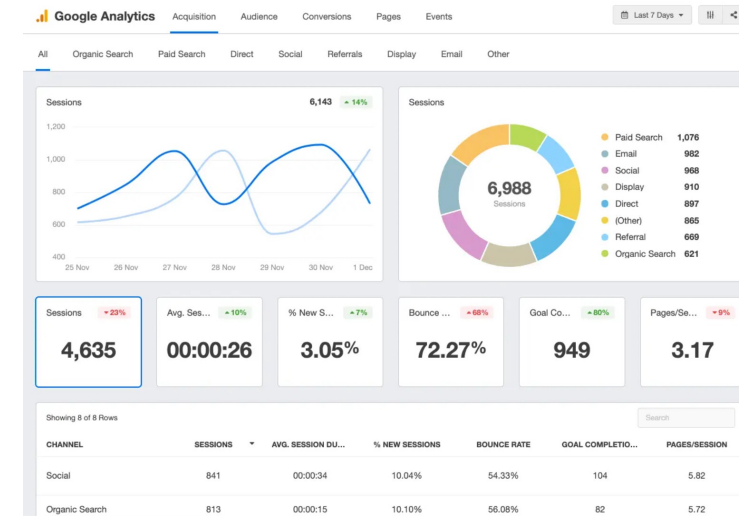 Google Analytics Acquisition Audience Conversions Pages Events Last 7 Days
All Organic Search Paid Search Direct Social Referrals Display Email Other
Sessions 6,143 14%
1,200
1,000
800
600
400
25 Nov 26 Nov 27 Nov 28 Nov 29 Nov 30 Nov 1 Dec
Sessions
6,988
Sessions
Paid Search 1,076
Email 982
Social 968
Display 910
Direct 897
(Other) 865
Referral 669
Organic Search 621
Sessions 23%
4,635
Avg. Ses... 10%
00:00:26
% New S... 7%
3.05%
Bounce ... 68%
72.27%
Goal Co... 80%
949
Pages/Se... 9%
3.17
Showing 8 of 8 Rows Search
CHANNEL SESSIONS AVG. SESSION DU... % NEW SESSIONS BOUNCE RATE GOAL COMPLETIO... PAGES/SESSION
Social 841 00:00:34 10.04% 54.33% 104 5.82
Organic Search 813 00:00:15 10.10% 56.08% 82 5.72